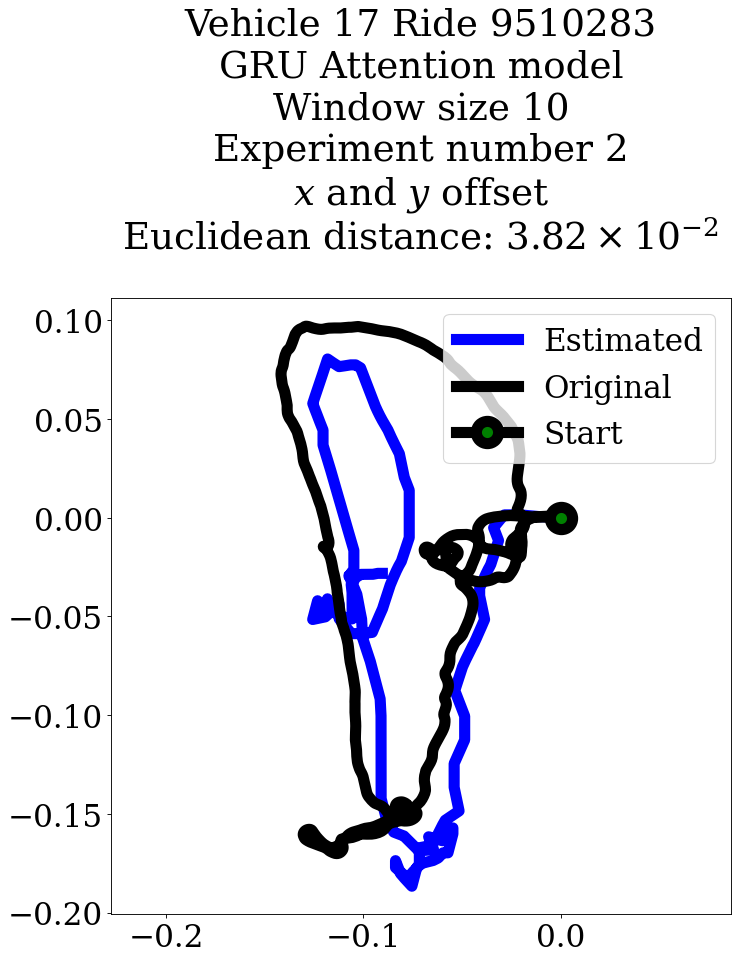 Vehicle 17 Ride 9510283
GRU Attention model
Window size 10
Experiment number 2
x and y offset
Euclidean distance: 3.82 × 10⁻²
Estimated
Original
Start
0.10
0.05
0.00
−0.05
−0.10
−0.15
−0.20
−0.2
−0.1
0.0